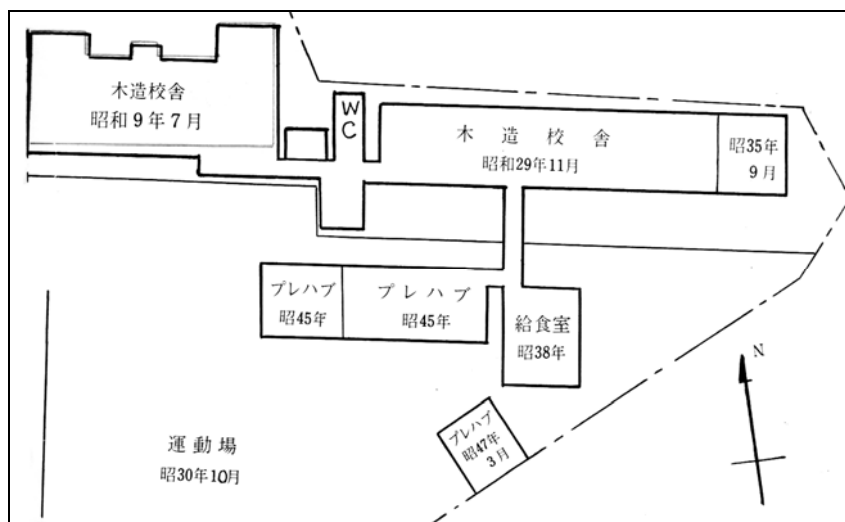 木造校舎
昭和9年7月
WC
木造校舎
昭和29年11月
昭35年
9月
プレハブ
昭45年
プレハブ
昭45年
給食室
昭38年
プレハブ
昭47年
3月
運動場
昭30年10月
N